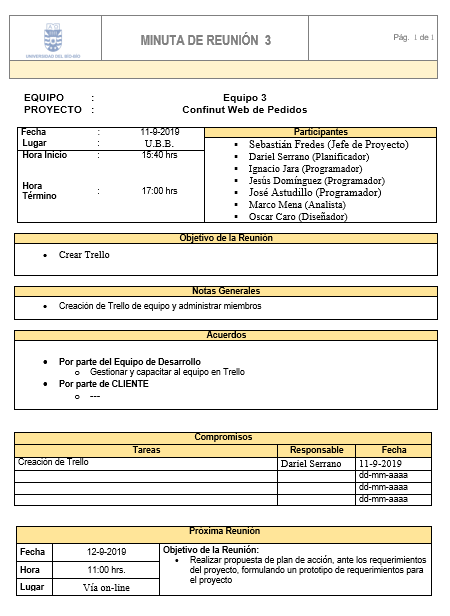 UNIVERSIDAD DEL BÍO-BÍO
MINUTA DE REUNIÓN 3
Pág. 1 de 1
EQUIPO : Equipo 3
PROYECTO : Confinut Web de Pedidos
Fecha : 11-9-2019
Lugar : U.B.B.
Hora Inicio : 15:40 hrs
Hora Término : 17:00 hrs
Participantes
▪ Sebastián Fredes (Jefe de Proyecto)
▪ Dariel Serrano (Planificador)
▪ Ignacio Jara (Programador)
▪ Jesús Domínguez (Programador)
▪ José Astudillo (Programador)
▪ Marco Mena (Analista)
▪ Oscar Caro (Diseñador)
Objetivo de la Reunión
• Crear Trello
Notas Generales
• Creación de Trello de equipo y administrar miembros
Acuerdos
• Por parte del Equipo de Desarrollo
o Gestionar y capacitar al equipo en Trello
• Por parte de CLIENTE
o ---
Compromisos
Tareas Responsable Fecha
Creación de Trello Dariel Serrano 11-9-2019
dd-mm-aaaa
dd-mm-aaaa
dd-mm-aaaa
Próxima Reunión
Fecha 12-9-2019
Hora 11:00 hrs.
Lugar Vía on-line
Objetivo de la Reunión:
• Realizar propuesta de plan de acción, ante los requerimientos
del proyecto, formulando un prototipo de requerimientos para
el proyecto